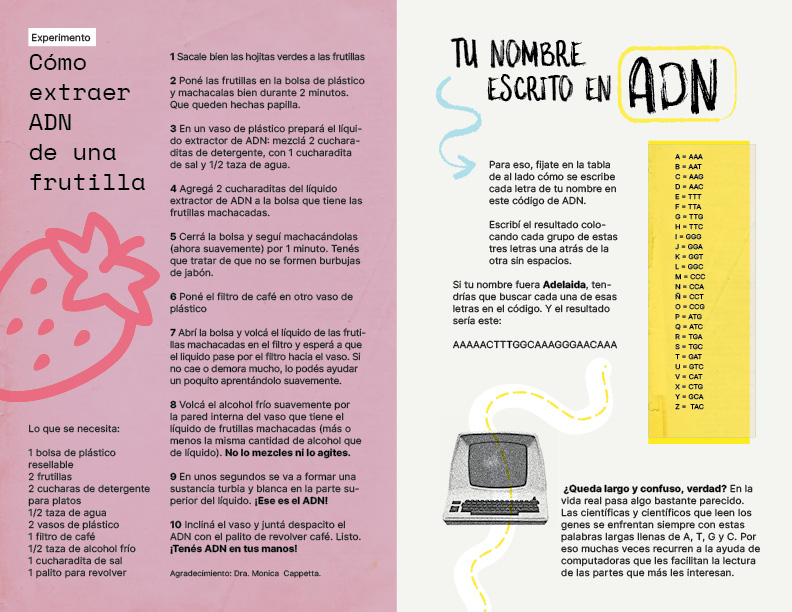 Experimento
Cómo
extraer
ADN
de una
frutilla
Lo que se necesita:
1 bolsa de plástico
resellable
2 frutillas
2 cucharas de detergente
para platos
1/2 taza de agua
2 vasos de plástico
1 filtro de café
1/2 taza de alcohol frío
1 cucharadita de sal
1 palito para revolver
1 Sacale bien las hojitas verdes a las frutillas
2 Poné las frutillas en la bolsa de plástico
y machacalas bien durante 2 minutos.
Que queden hechas papilla.
3 En un vaso de plástico prepará el líqui-
do extractor de ADN: mezclá 2 cuchara-
ditas de detergente, con 1 cucharadita
de sal y 1/2 taza de agua.
4 Agregá 2 cucharaditas del líquido
extractor de ADN a la bolsa que tiene las
frutillas machacadas.
5 Cerrá la bolsa y seguí machacándolas
(ahora suavemente) por 1 minuto. Tenés
que tratar de que no se formen burbujas
de jabón.
6 Poné el filtro de café en otro vaso de
plástico
7 Abrí la bolsa y volcá el líquido de las fruti-
llas machacadas en el filtro y esperá a que
el liquido pase por el filtro hacia el vaso. Si
no cae o demora mucho, lo podés ayudar
un poquito aprentándolo suavemente.
8 Volcá el alcohol frío suavemente por
la pared interna del vaso que tiene el
líquido de frutillas machacadas (más o
menos la misma cantidad de alcohol que
de líquido). No lo mezcles ni lo agites.
9 En unos segundos se va a formar una
sustancia turbia y blanca en la parte su-
perior del líquido. ¡Ese es el ADN!
10 Incliná el vaso y juntá despacito el
ADN con el palito de revolver café. Listo.
¡Tenés ADN en tus manos!
Agradecimiento: Dra. Monica Cappetta.
TU NOMBRE
ESCRITO EN ADN
Para eso, fijate en la tabla
de al lado cómo se escribe
cada letra de tu nombre en
este código de ADN.
Escribí el resultado colo-
cando cada grupo de estas
tres letras una atrás de la
otra sin espacios.
Si tu nombre fuera Adelaida, ten-
drías que buscar cada una de esas
letras en el código. Y el resultado
sería este:
AAAAACTTTGGCAAAGGGAACAAA
A = AAA
B = AAT
C = AAG
D = AAC
E = TTT
F = TTA
G = TTG
H = TTC
I = GGG
J = GGA
K = GGT
L = GGC
M = CCC
N = CCA
Ñ = CCT
O = CCG
P = ATG
Q = ATC
R = TGA
S = TGC
T = GAT
U = GTC
V = CAT
X = CTG
Y = GCA
Z = TAC
¿Queda largo y confuso, verdad? En la
vida real pasa algo bastante parecido.
Las científicas y científicos que leen los
genes se enfrentan siempre con estas
palabras largas llenas de A, T, G y C. Por
eso muchas veces recurren a la ayuda de
computadoras que les facilitan la lectura
de las partes que más les interesan.